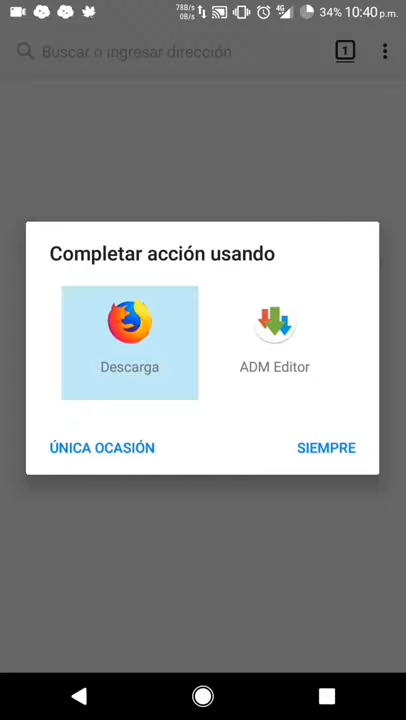 78B/s
0B/s
4G
34% 10:40 p.m.
Buscar o ingresar dirección
1
Completar acción usando
Descarga
ADM Editor
ÚNICA OCASIÓN
SIEMPRE